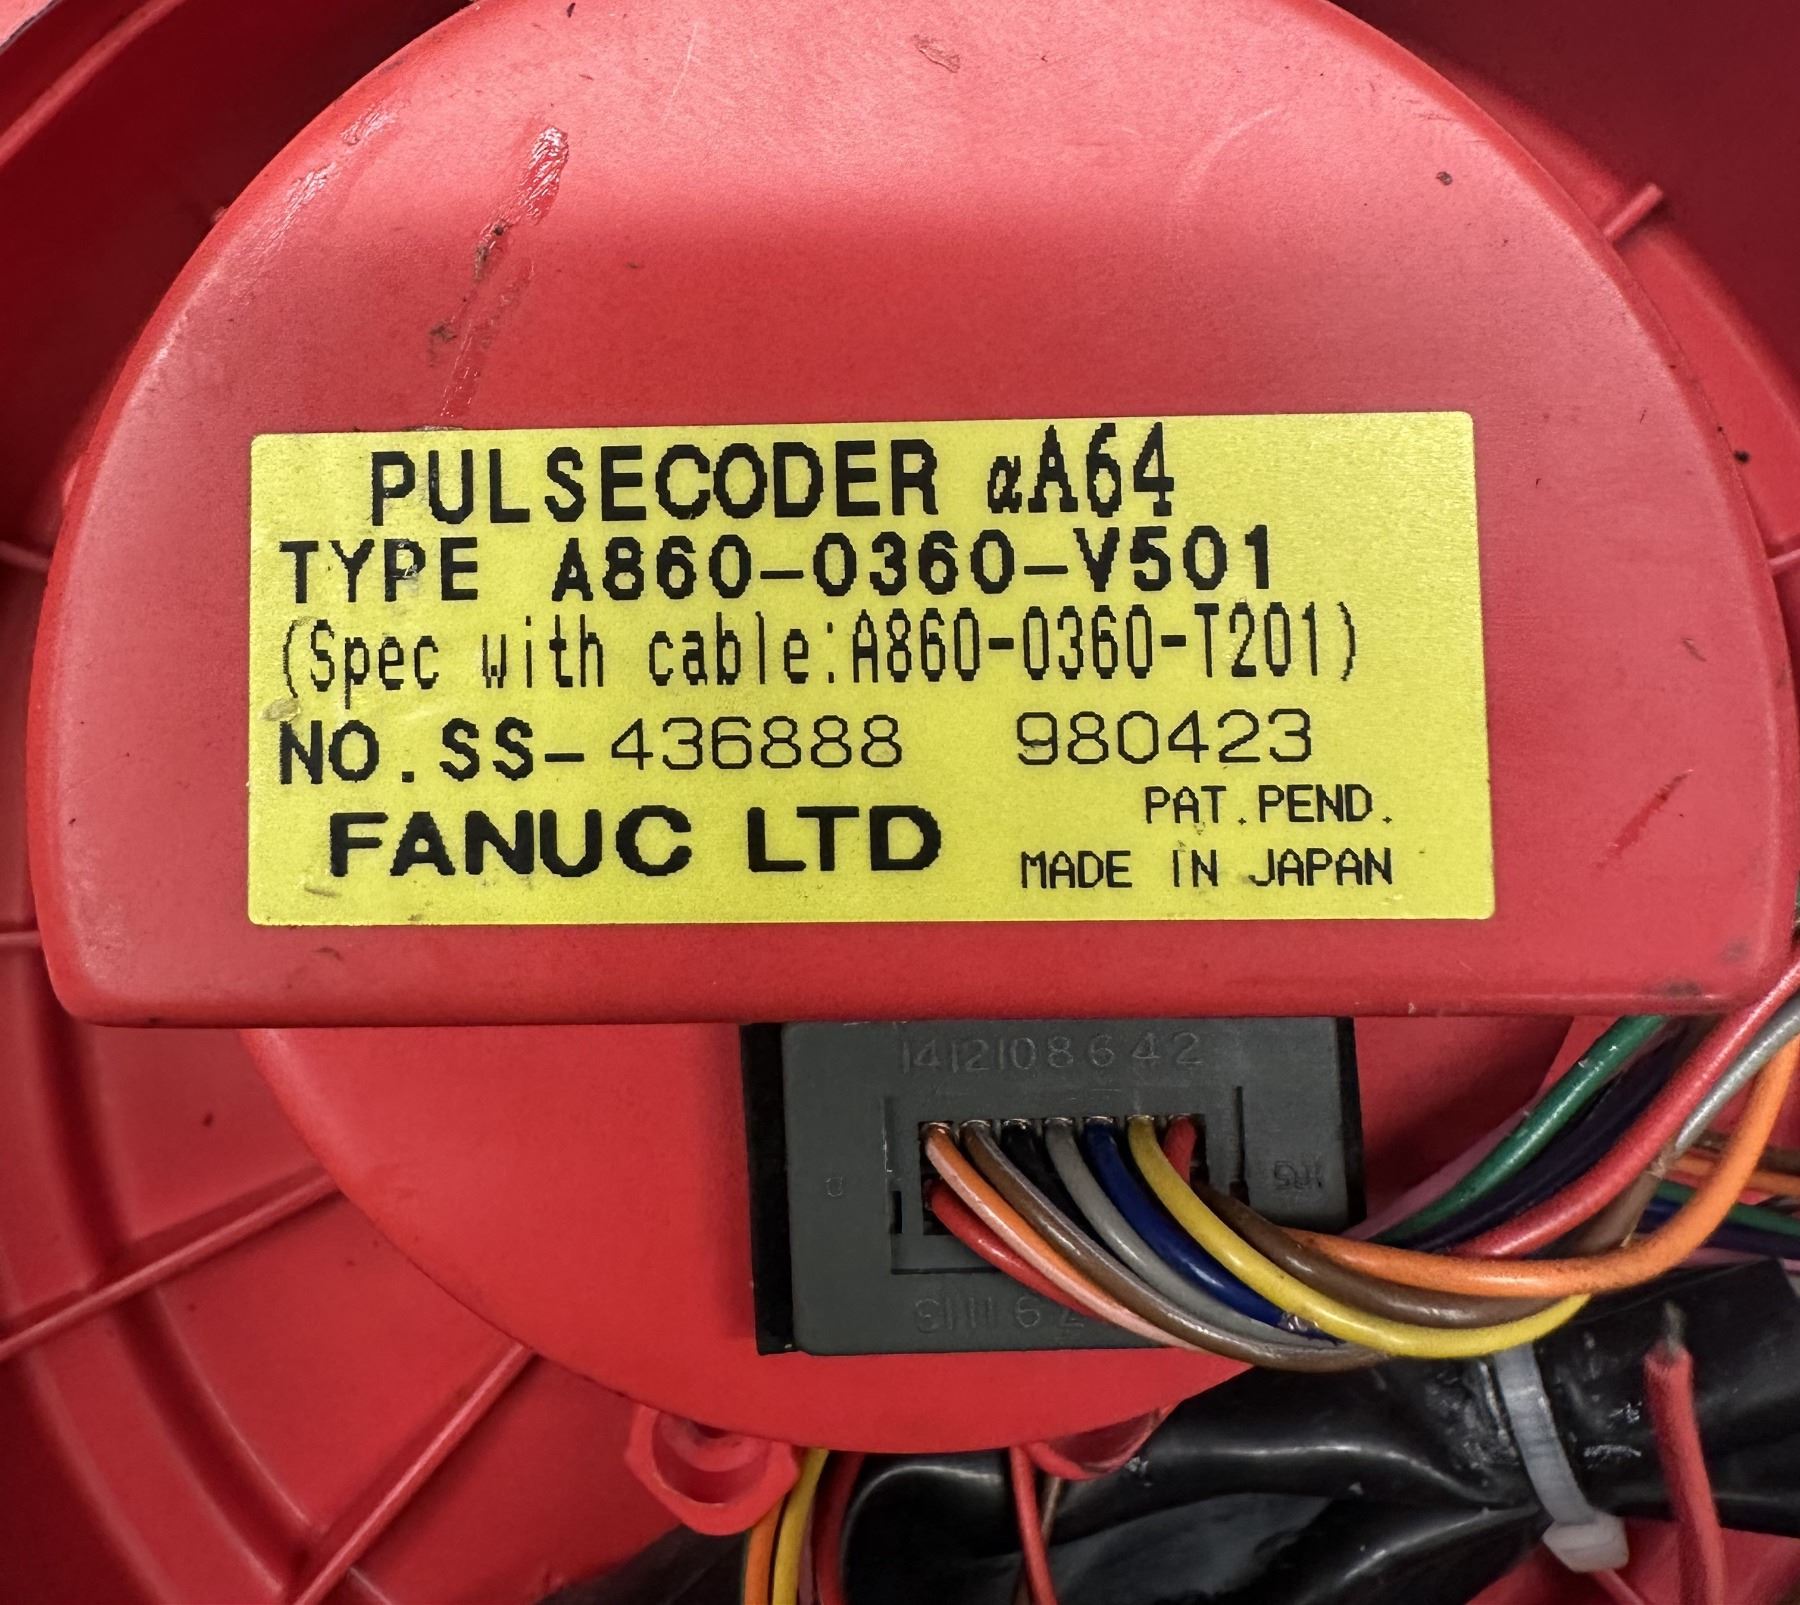 PULSECODER αA64
TYPE A860-0360-V501
(Spec with cable:A860-0360-T201)
NO.SS-436888 980423
PAT.PEND.
FANUC LTD MADE IN JAPAN
14 12 10 8 6 4 2